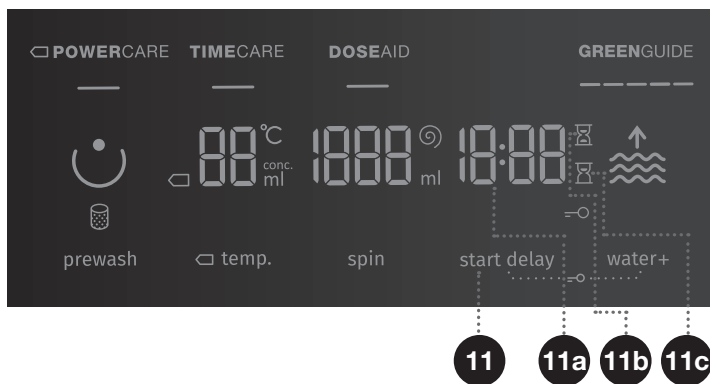 POWERCARE TIMECARE DOSEAID GREENGUIDE
88 °C 1888 18:88
conc.
ml ml
prewash temp. spin start delay water+
11 11a 11b 11c